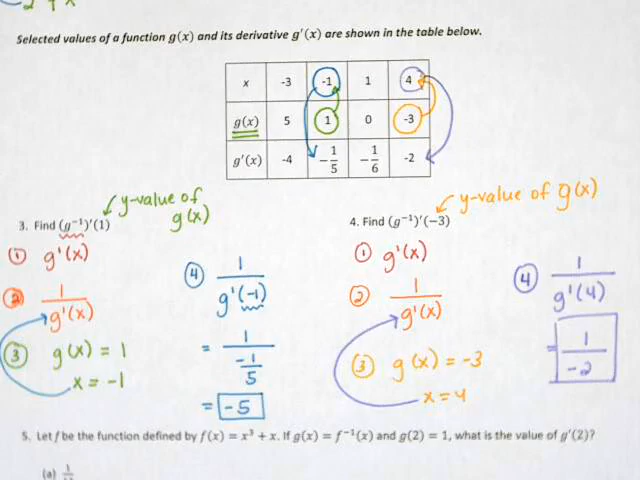 Selected values of a function g(x) and its derivative g'(x) are shown in the table below.
x -3 -1 1 4
g(x) 5 1 0 -3
g'(x) -4 -1/5 -1/6 -2
y-value of g(x)
3. Find (g⁻¹)'(1)
① g'(x)
② 1/g'(x)
③ g(x) = 1
x = -1
④ 1/g'(-1)
= 1/(-1/5)
= -5
y-value of g(x)
4. Find (g⁻¹)'(−3)
① g'(x)
② 1/g'(x)
③ g(x) = -3
x = 4
④ 1/g'(4)
= 1/-2
5. Let f be the function defined by f(x) = x³ + x. If g(x) = f⁻¹(x) and g(2) = 1, what is the value of g'(2)?
(a)